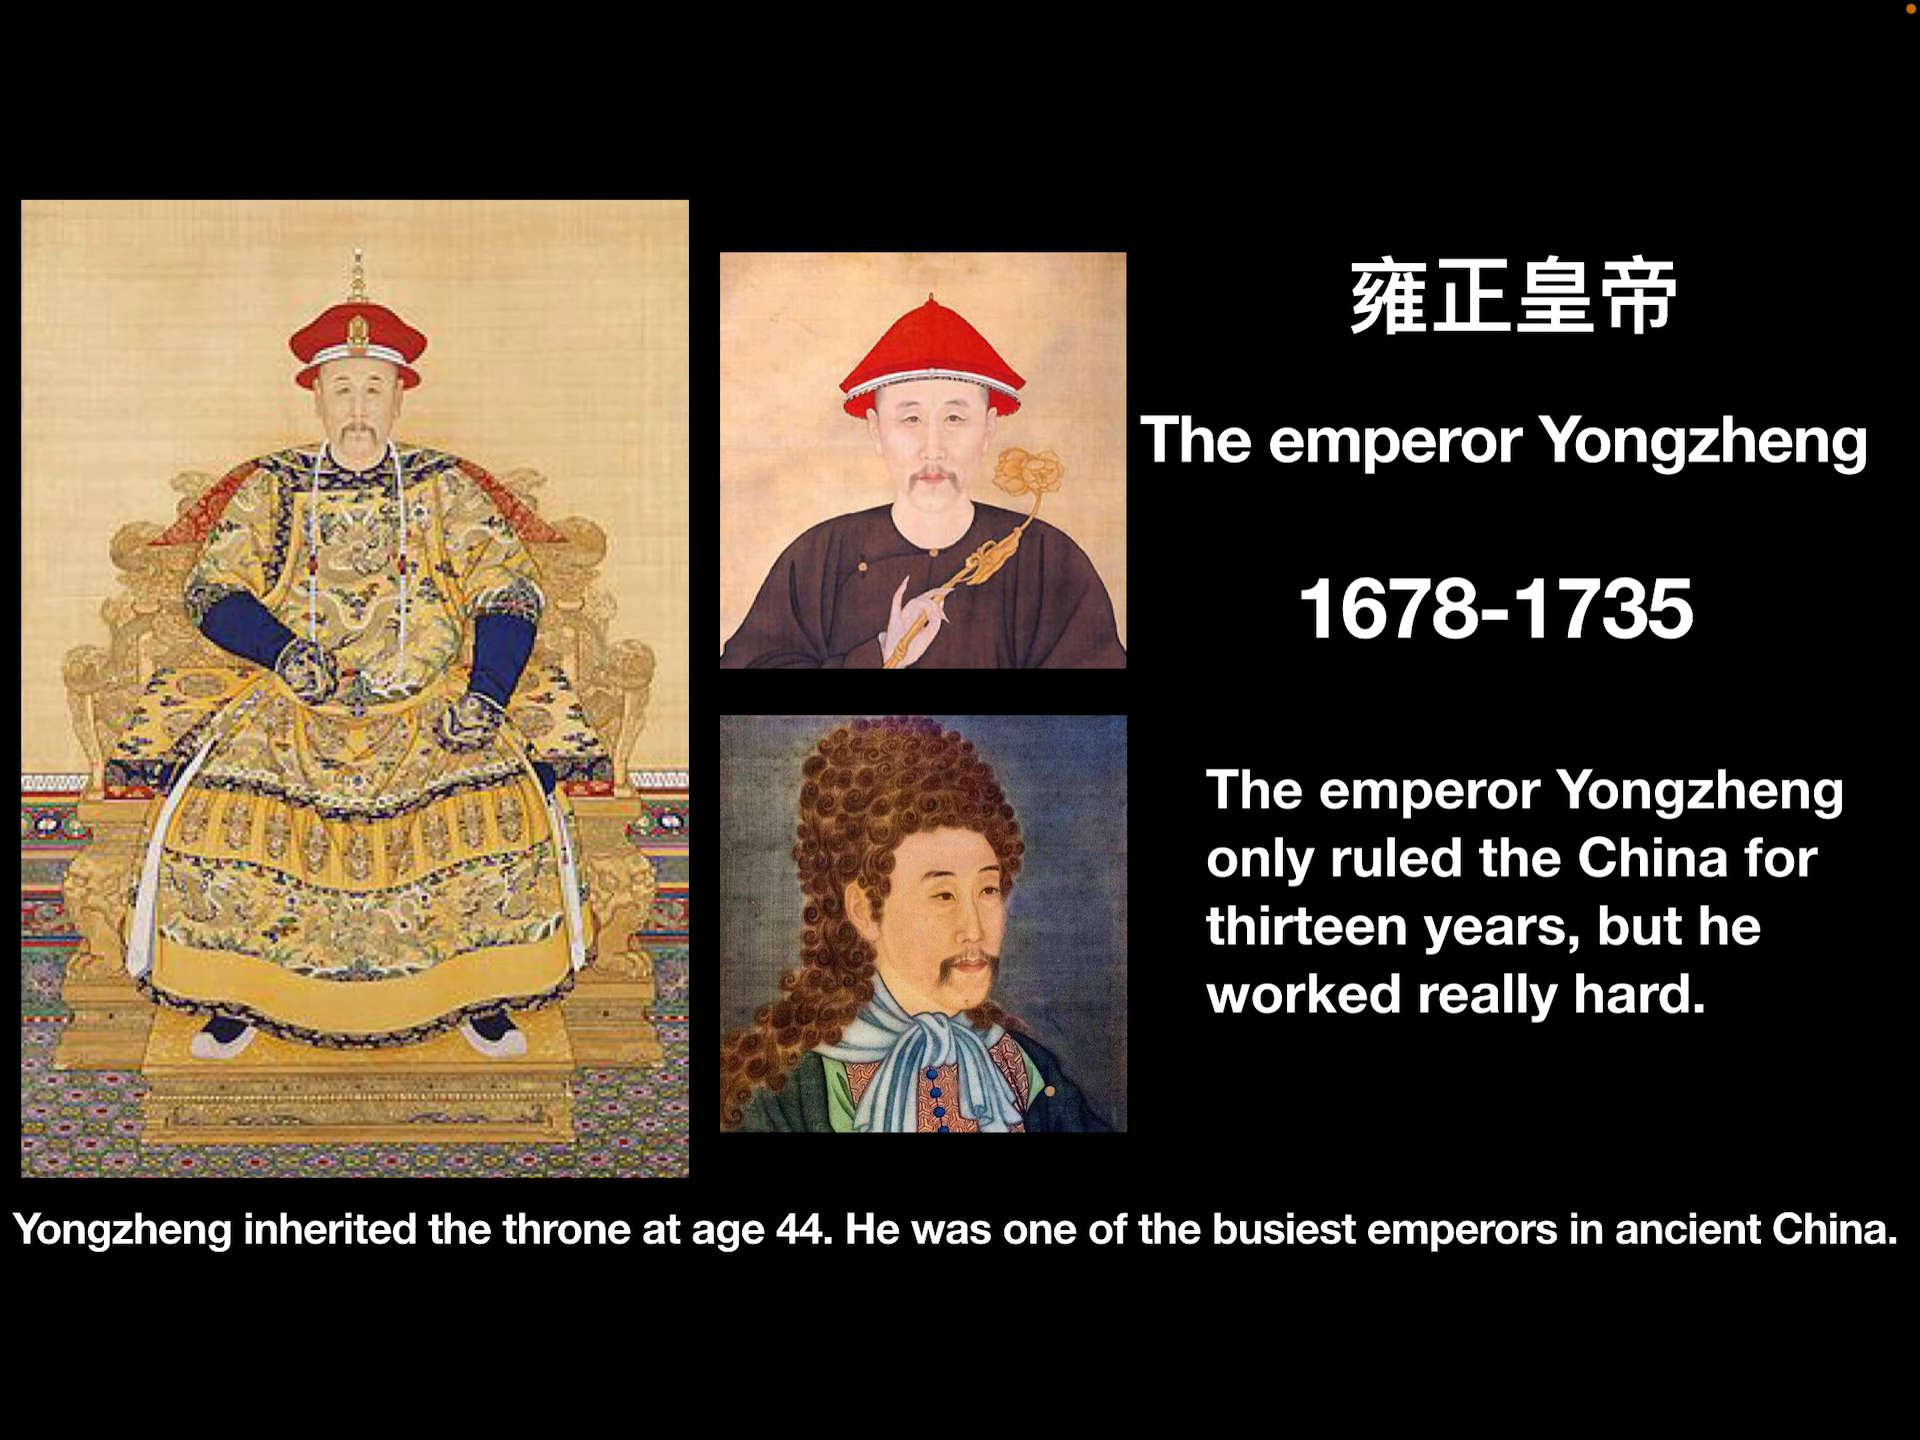 雍正皇帝
The emperor Yongzheng
1678-1735
The emperor Yongzheng
only ruled the China for
thirteen years, but he
worked really hard.
Yongzheng inherited the throne at age 44. He was one of the busiest emperors in ancient China.